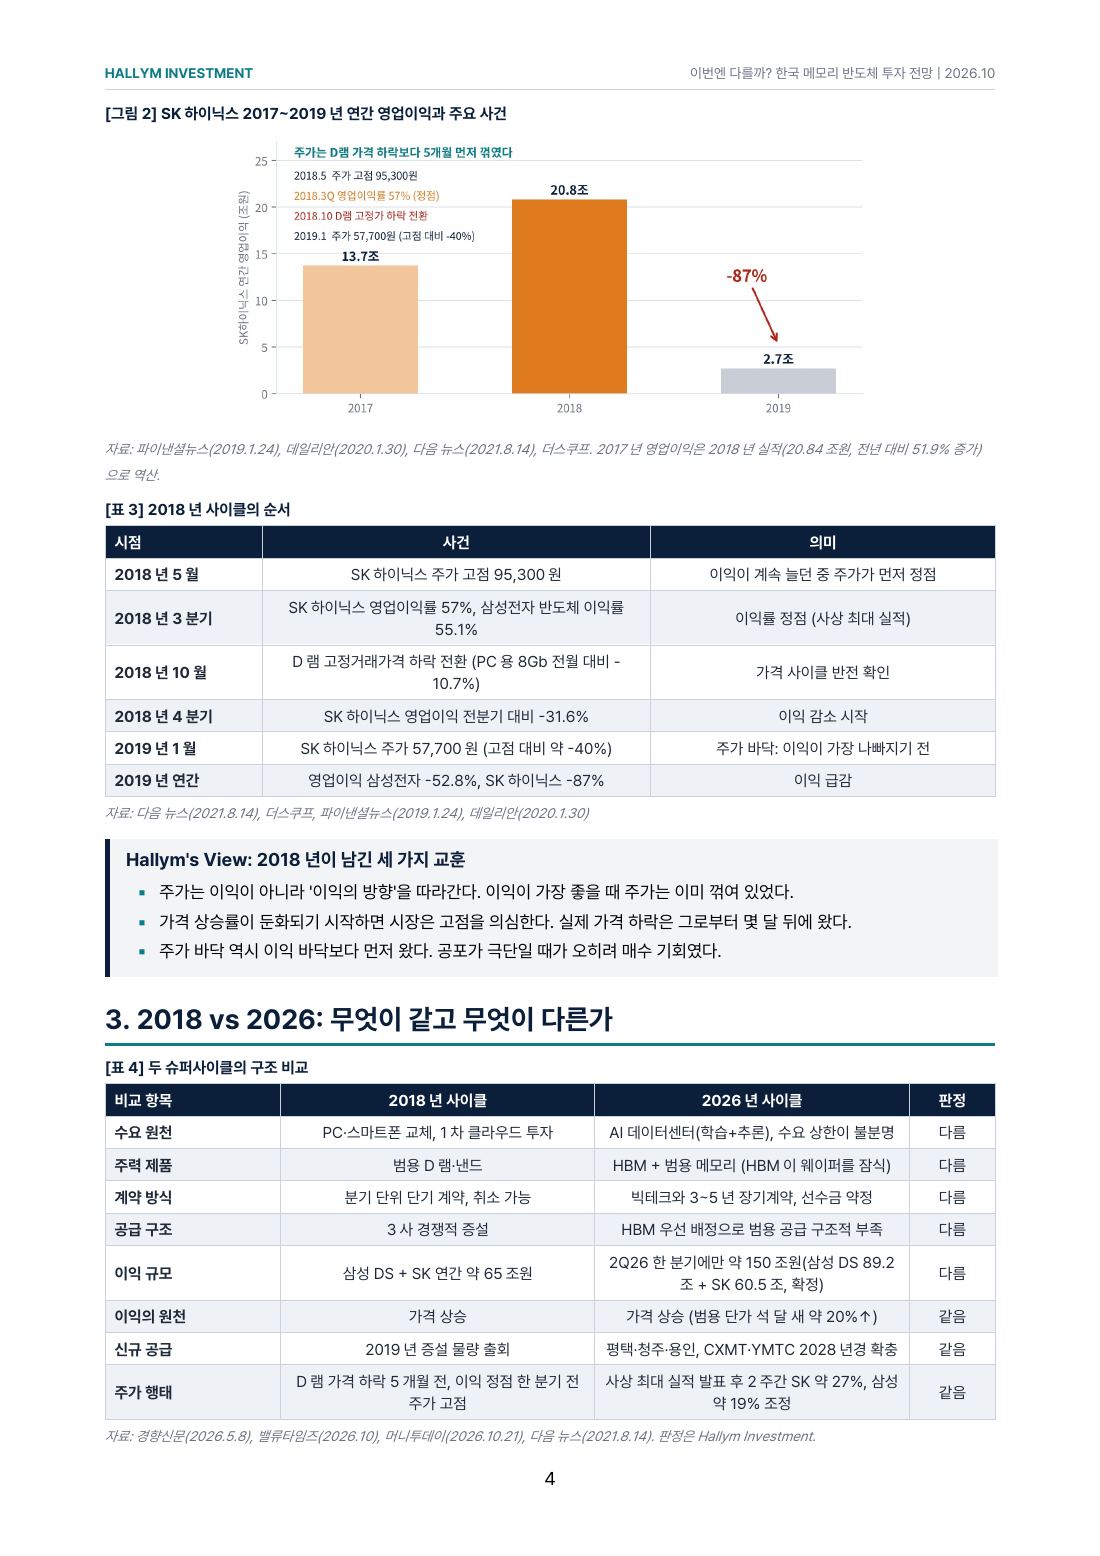 HALLYM INVESTMENT
이번엔 다를까? 한국 메모리 반도체 투자 전망 | 2026.10
[그림 2] SK 하이닉스 2017~2019 년 연간 영업이익과 주요 사건
주가는 D램 가격 하락보다 5개월 먼저 꺾였다
2018.5 주가 고점 95,300원
2018.3Q 영업이익률 57% (정점)
2018.10 D램 고정가 하락 전환
2019.1 주가 57,700원 (고점 대비 -40%)
SK하이닉스 연간 영업이익 (조원)
25
20
15
10
5
0
13.7조
20.8조
-87%
2.7조
2017
2018
2019
자료: 파이낸셜뉴스(2019.1.24), 데일리안(2020.1.30), 다음 뉴스(2021.8.14), 더스쿠프. 2017 년 영업이익은 2018 년 실적(20.84 조원, 전년 대비 51.9% 증가)
으로 역산.
[표 3] 2018 년 사이클의 순서
시점 사건 의미
2018 년 5 월 SK 하이닉스 주가 고점 95,300 원 이익이 계속 늘던 중 주가가 먼저 정점
2018 년 3 분기 SK 하이닉스 영업이익률 57%, 삼성전자 반도체 이익률
55.1%
이익률 정점 (사상 최대 실적)
2018 년 10 월 D 램 고정거래가격 하락 전환 (PC 용 8Gb 전월 대비 -
10.7%)
가격 사이클 반전 확인
2018 년 4 분기 SK 하이닉스 영업이익 전분기 대비 -31.6% 이익 감소 시작
2019 년 1 월 SK 하이닉스 주가 57,700 원 (고점 대비 약 -40%) 주가 바닥: 이익이 가장 나빠지기 전
2019 년 연간 영업이익 삼성전자 -52.8%, SK 하이닉스 -87% 이익 급감
자료: 다음 뉴스(2021.8.14), 더스쿠프, 파이낸셜뉴스(2019.1.24), 데일리안(2020.1.30)
Hallym's View: 2018 년이 남긴 세 가지 교훈
▪ 주가는 이익이 아니라 '이익의 방향'을 따라간다. 이익이 가장 좋을 때 주가는 이미 꺾여 있었다.
▪ 가격 상승률이 둔화되기 시작하면 시장은 고점을 의심한다. 실제 가격 하락은 그로부터 몇 달 뒤에 왔다.
▪ 주가 바닥 역시 이익 바닥보다 먼저 왔다. 공포가 극단일 때가 오히려 매수 기회였다.
3. 2018 vs 2026: 무엇이 같고 무엇이 다른가
[표 4] 두 슈퍼사이클의 구조 비교
비교 항목 2018 년 사이클 2026 년 사이클 판정
수요 원천 PC·스마트폰 교체, 1 차 클라우드 투자 AI 데이터센터(학습+추론), 수요 상한이 불분명 다름
주력 제품 범용 D 램·낸드 HBM + 범용 메모리 (HBM 이 웨이퍼를 잠식) 다름
계약 방식 분기 단위 단기 계약, 취소 가능 빅테크와 3~5 년 장기계약, 선수금 약정 다름
공급 구조 3 사 경쟁적 증설 HBM 우선 배정으로 범용 공급 구조적 부족 다름
이익 규모 삼성 DS + SK 연간 약 65 조원 2Q26 한 분기에만 약 150 조원(삼성 DS 89.2
조 + SK 60.5 조, 확정)
다름
이익의 원천 가격 상승 가격 상승 (범용 단가 석 달 새 약 20%↑) 같음
신규 공급 2019 년 증설 물량 출회 평택·청주·용인, CXMT·YMTC 2028 년경 확충 같음
주가 행태 D 램 가격 하락 5 개월 전, 이익 정점 한 분기 전
주가 고점
사상 최대 실적 발표 후 2 주간 SK 약 27%, 삼성
약 19% 조정
같음
자료: 경향신문(2026.5.8), 밸류타임즈(2026.10), 머니투데이(2026.10.21), 다음 뉴스(2021.8.14). 판정은 Hallym Investment.
4